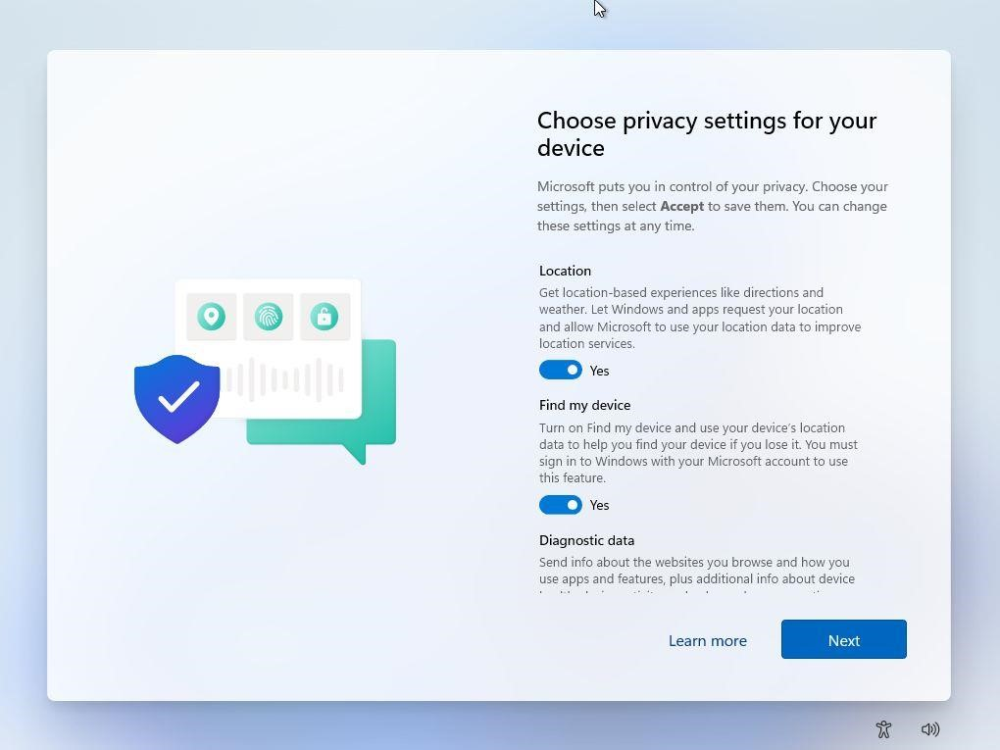 Choose privacy settings for your
device
Microsoft puts you in control of your privacy. Choose your
settings, then select Accept to save them. You can change
these settings at any time.
Location
Get location-based experiences like directions and
weather. Let Windows and apps request your location
and allow Microsoft to use your location data to improve
location services.
Yes
Find my device
Turn on Find my device and use your device’s location
data to help you find your device if you lose it. You must
sign in to Windows with your Microsoft account to use
this feature.
Yes
Diagnostic data
Send info about the websites you browse and how you
use apps and features, plus additional info about device
Learn more
Next